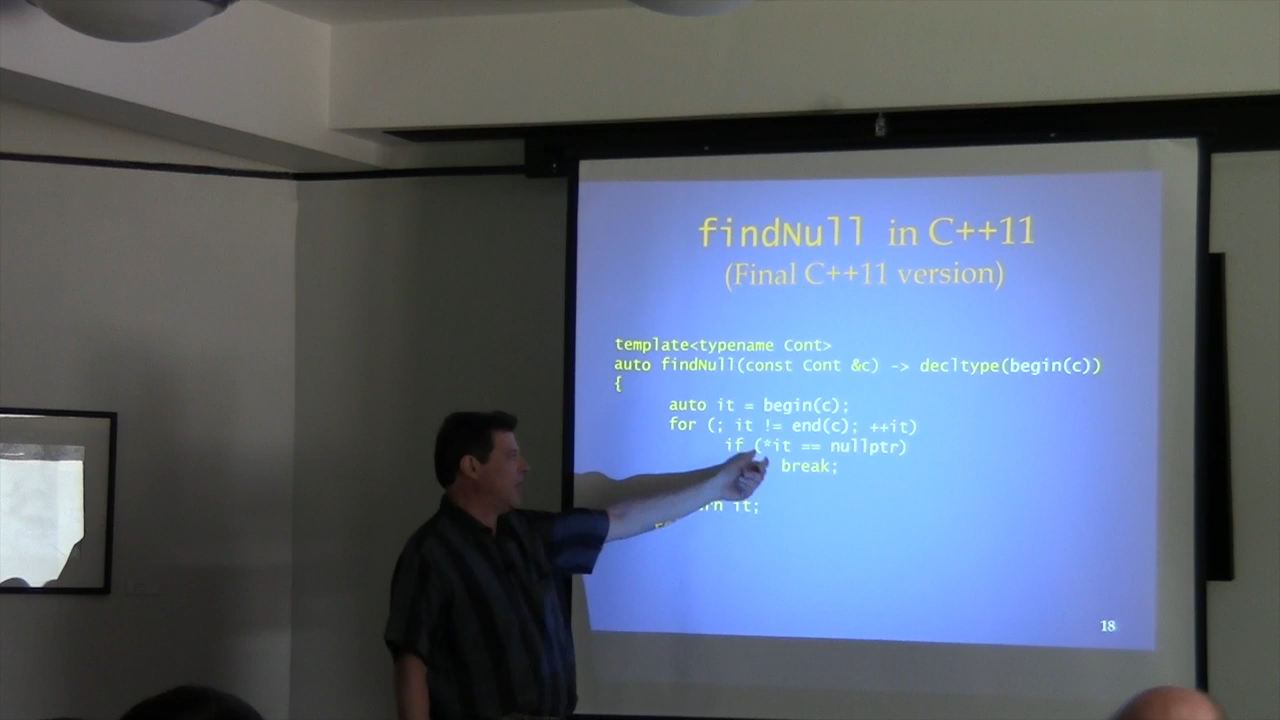 findNull in C++11
(Final C++11 version)
template<typename Cont>
auto findNull(const Cont &c) -> decltype(begin(c))
{
auto it = begin(c);
for (; it != end(c); ++it)
if (*it == nullptr)
break;
it;
18